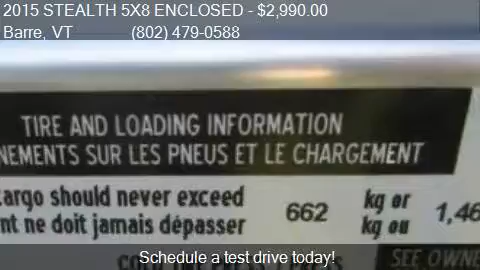 2015 STEALTH 5X8 ENCLOSED - $2,990.00
Barre, VT (802) 479-0588
TIRE AND LOADING INFORMATION
NEMENTS SUR LES PNEUS ET LE CHARGEMENT
cargo should never exceed kg or
662 1,46
nt ne doit jamais dépasser kg ou
SEE OWNE
Schedule a test drive today!